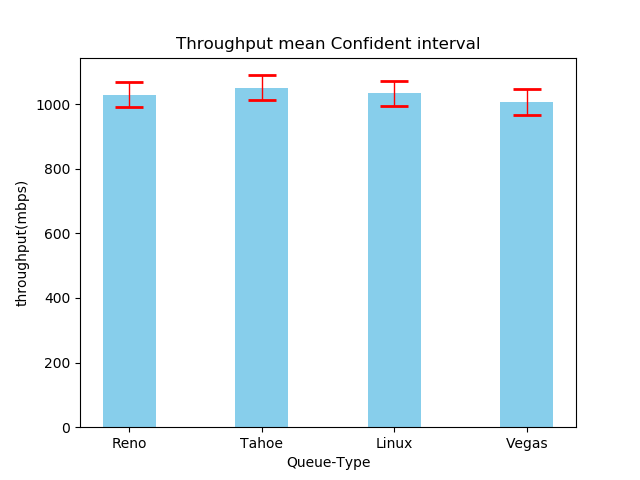 Throughput mean Confident interval
throughput(mbps)
1000
800
600
400
200
0
Reno Tahoe Linux Vegas
Queue-Type